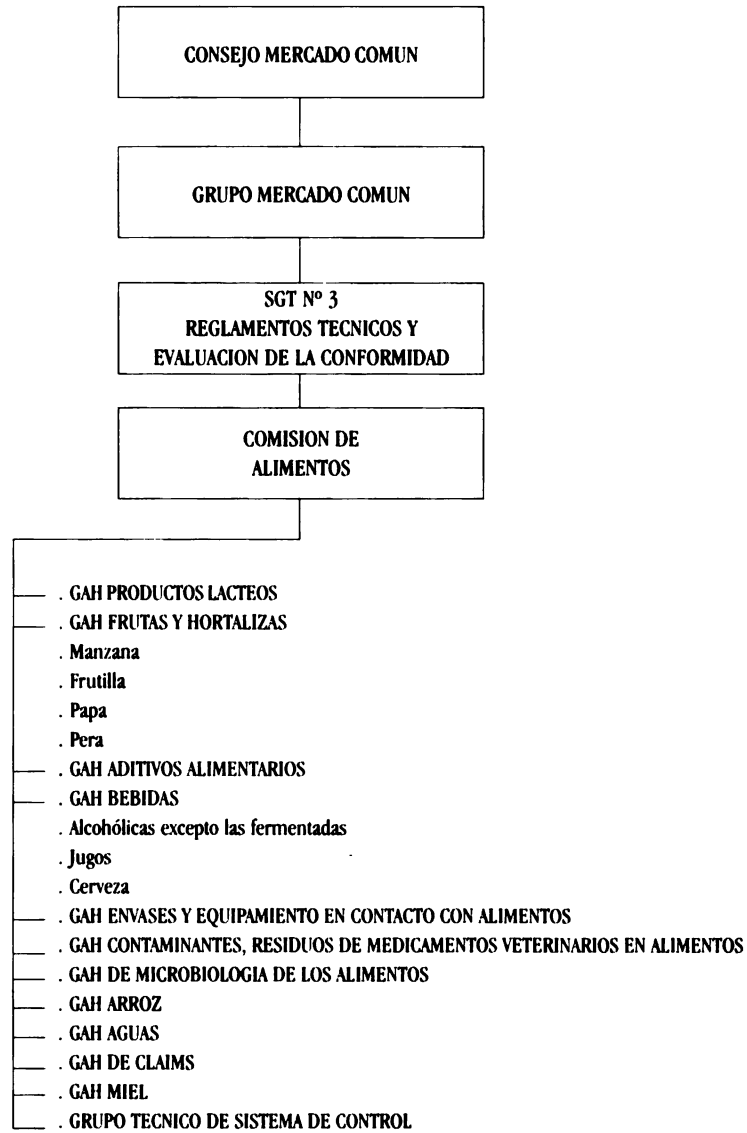 CONSEJO MERCADO COMUN
GRUPO MERCADO COMUN
SGT Nº 3
REGLAMENTOS TECNICOS Y
EVALUACION DE LA CONFORMIDAD
COMISION DE
ALIMENTOS
. GAH PRODUCTOS LACTEOS
. GAH FRUTAS Y HORTALIZAS
. Manzana
. Frutilla
. Papa
. Pera
. GAH ADITIVOS ALIMENTARIOS
. GAH BEBIDAS
. Alcohólicas excepto las fermentadas
. Jugos
. Cerveza
. GAH ENVASES Y EQUIPAMIENTO EN CONTACTO CON ALIMENTOS
. GAH CONTAMINANTES, RESIDUOS DE MEDICAMENTOS VETERINARIOS EN ALIMENTOS
. GAH DE MICROBIOLOGIA DE LOS ALIMENTOS
. GAH ARROZ
. GAH AGUAS
. GAH DE CLAIMS
. GAH MIEL
. GRUPO TECNICO DE SISTEMA DE CONTROL